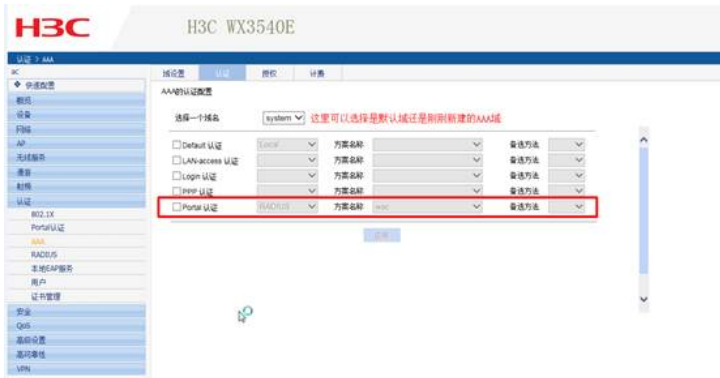 H3C
H3C WX3540E
认证 > AAA
ac
快速配置
概览
设备
网络
AP
无线服务
漫游
射频
认证
802.1X
Portal认证
AAA
RADIUS
本地EAP服务
用户
证书管理
安全
QoS
高级设置
高可靠性
VPN
域设置 认证 授权 计费
AAA的认证配置
选择一个域名 system 这里可以选择是默认域还是刚刚新建的AAA域
Default 认证 Local 方案名称 备选方法
LAN-access 认证 方案名称 备选方法
Login 认证 方案名称 备选方法
PPP 认证 方案名称 备选方法
Portal 认证 RADIUS 方案名称 wac 备选方法
应用